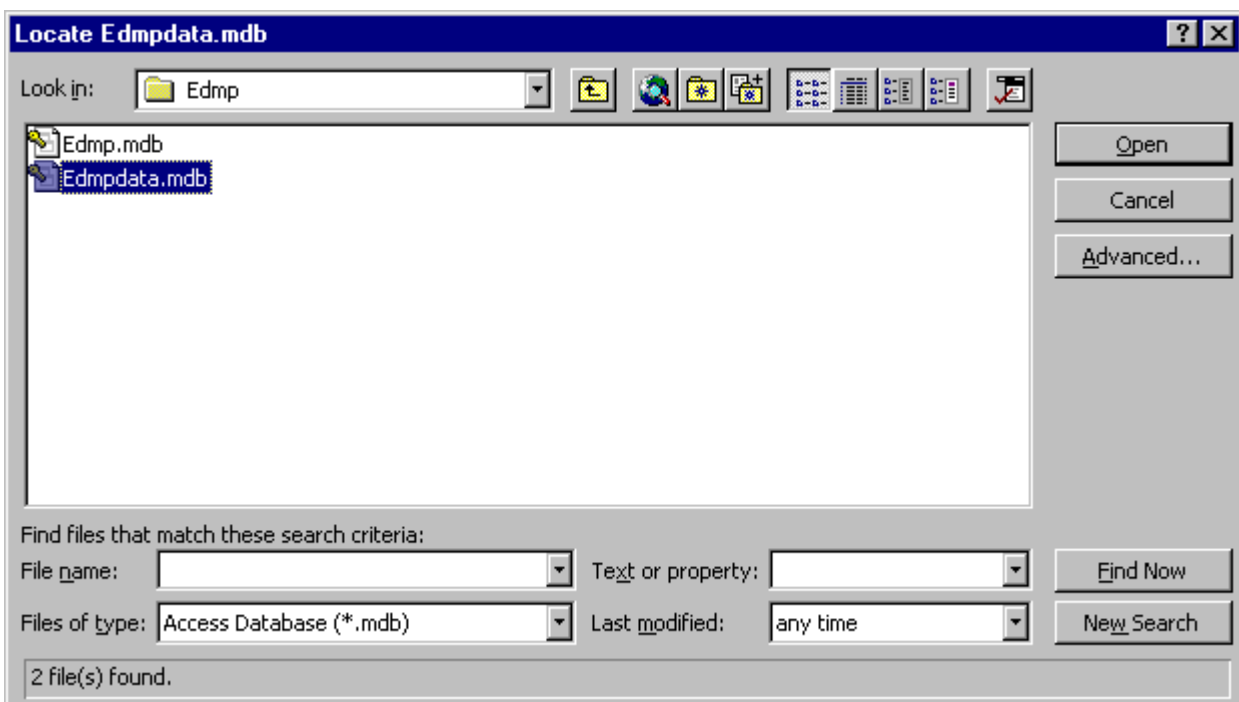 Locate Edmpdata.mdb
Look in: Edmp
Edmp.mdb
Edmpdata.mdb
Open
Cancel
Advanced...
Find files that match these search criteria:
File name: Text or property: Find Now
Files of type: Access Database (*.mdb) Last modified: any time New Search
2 file(s) found.